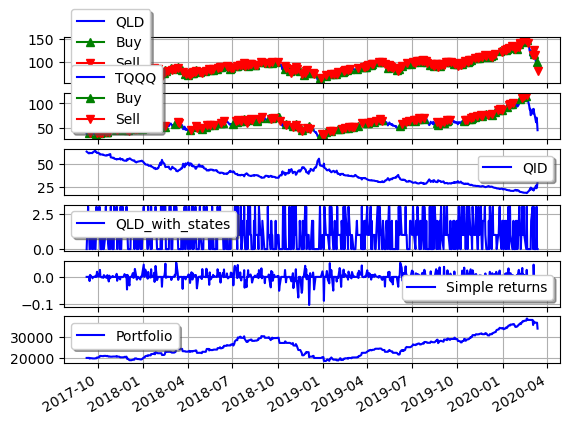 QLD
Buy
Sell
150
100
TQQQ
Buy
Sell
100
50
QID
50
25
QLD_with_states
2.5
0.0
Simple returns
0.0
−0.1
Portfolio
30000
20000
2017-10
2018-01
2018-04
2018-07
2018-10
2019-01
2019-04
2019-07
2019-10
2020-01
2020-04